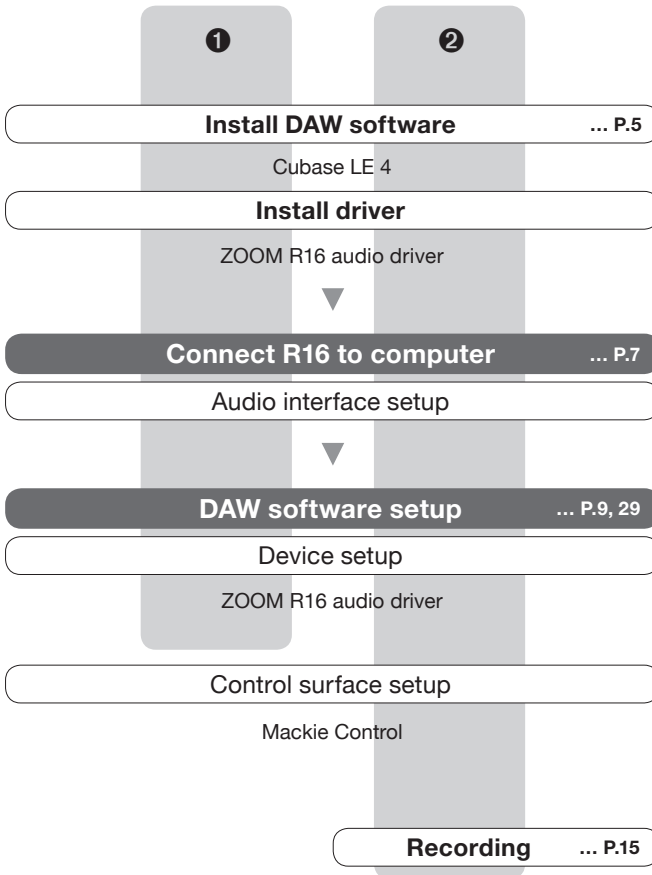 ❶ ❷
Install DAW software ... P.5
Cubase LE 4
Install driver
ZOOM R16 audio driver
Connect R16 to computer ... P.7
Audio interface setup
DAW software setup ... P.9, 29
Device setup
ZOOM R16 audio driver
Control surface setup
Mackie Control
Recording ... P.15